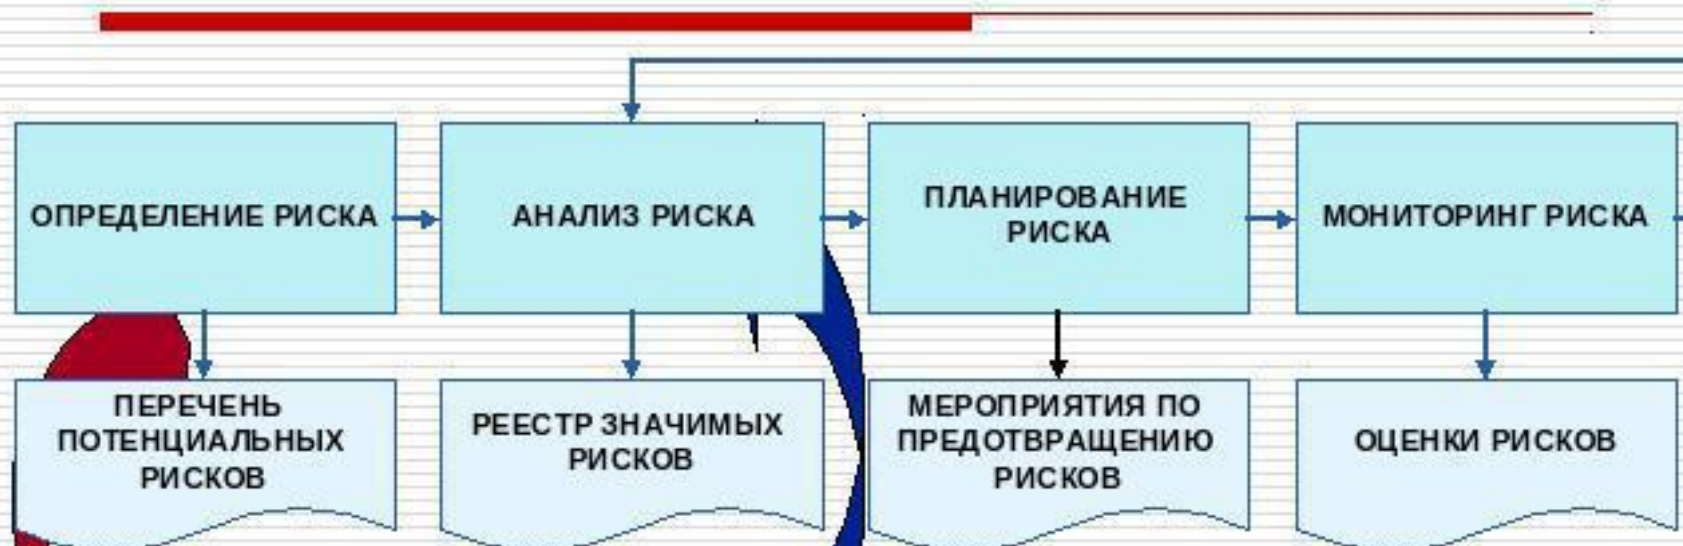 ОПРЕДЕЛЕНИЕ РИСКА
АНАЛИЗ РИСКА
ПЛАНИРОВАНИЕ
РИСКА
МОНИТОРИНГ РИСКА
ПЕРЕЧЕНЬ
ПОТЕНЦИАЛЬНЫХ
РИСКОВ
РЕЕСТР ЗНАЧИМЫХ
РИСКОВ
МЕРОПРИЯТИЯ ПО
ПРЕДОТВРАЩЕНИЮ
РИСКОВ
ОЦЕНКИ РИСКОВ